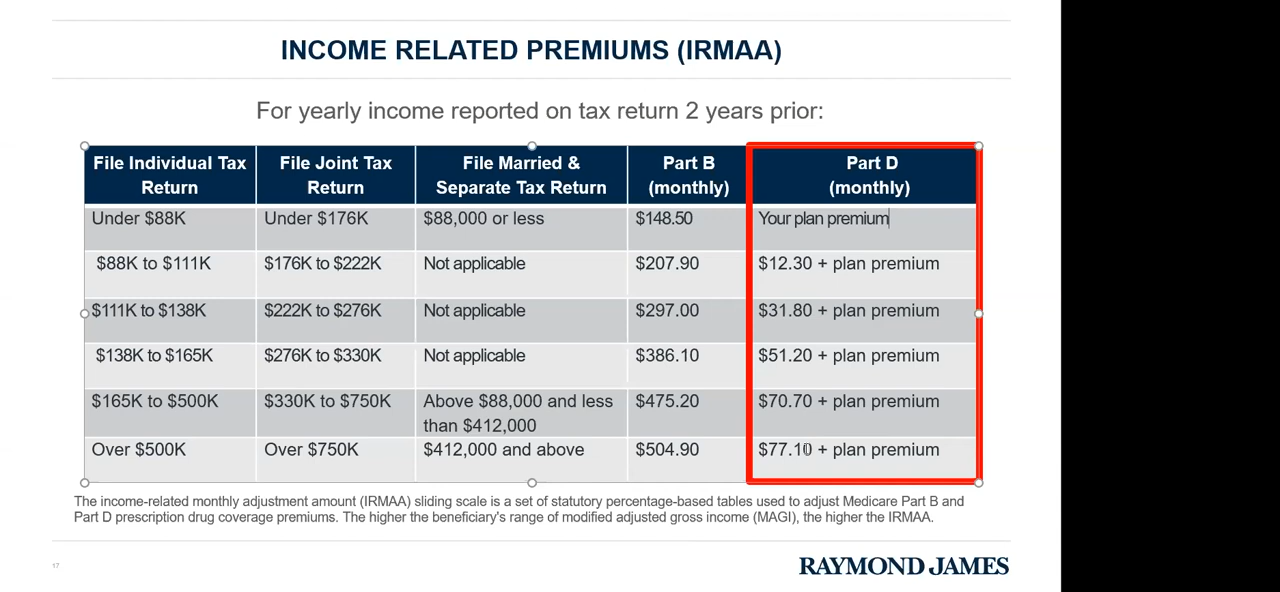 INCOME RELATED PREMIUMS (IRMAA)
For yearly income reported on tax return 2 years prior:
File Individual Tax Return File Joint Tax Return File Married & Separate Tax Return Part B (monthly) Part D (monthly)
Under $88K Under $176K $88,000 or less $148.50 Your plan premium
$88K to $111K $176K to $222K Not applicable $207.90 $12.30 + plan premium
$111K to $138K $222K to $276K Not applicable $297.00 $31.80 + plan premium
$138K to $165K $276K to $330K Not applicable $386.10 $51.20 + plan premium
$165K to $500K $330K to $750K Above $88,000 and less than $412,000 $475.20 $70.70 + plan premium
Over $500K Over $750K $412,000 and above $504.90 $77.10 + plan premium
The income-related monthly adjustment amount (IRMAA) sliding scale is a set of statutory percentage-based tables used to adjust Medicare Part B and
Part D prescription drug coverage premiums. The higher the beneficiary's range of modified adjusted gross income (MAGI), the higher the IRMAA.
17
RAYMOND JAMES